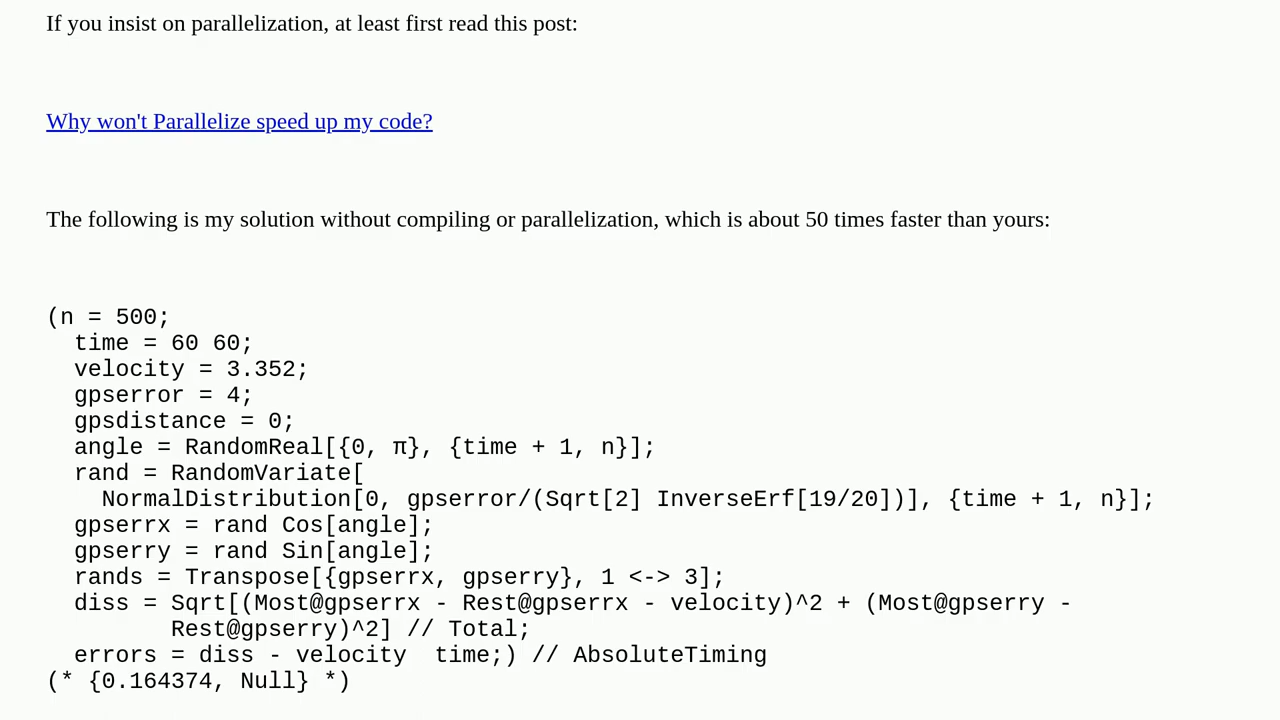 If you insist on parallelization, at least first read this post:
Why won't Parallelize speed up my code?
The following is my solution without compiling or parallelization, which is about 50 times faster than yours:
(n = 500;
  time = 60 60;
  velocity = 3.352;
  gpserror = 4;
  gpsdistance = 0;
  angle = RandomReal[{0, π}, {time + 1, n}];
  rand = RandomVariate[
    NormalDistribution[0, gpserror/(Sqrt[2] InverseErf[19/20])], {time + 1, n}];
  gpserrx = rand Cos[angle];
  gpserry = rand Sin[angle];
  rands = Transpose[{gpserrx, gpserry}, 1 <-> 3];
  diss = Sqrt[(Most@gpserrx - Rest@gpserrx - velocity)^2 + (Most@gpserry -
         Rest@gpserry)^2] // Total;
  errors = diss - velocity  time;) // AbsoluteTiming
(* {0.164374, Null} *)